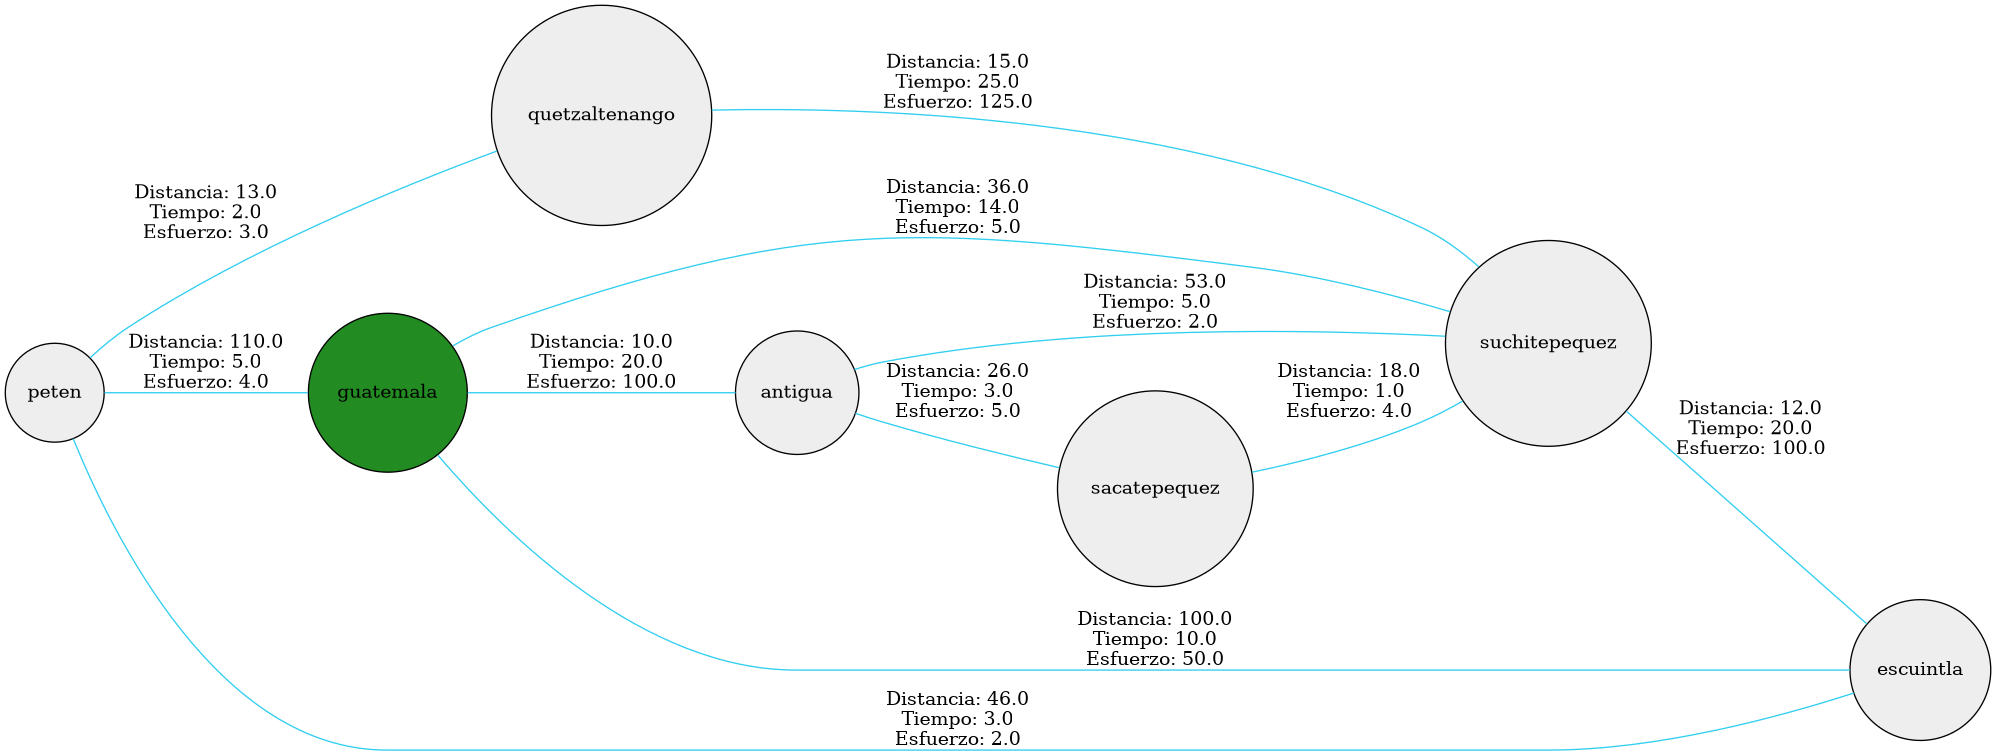 Distancia: 15.0
Tiempo: 25.0
Esfuerzo: 125.0
quetzaltenango
Distancia: 13.0
Tiempo: 2.0
Esfuerzo: 3.0
Distancia: 36.0
Tiempo: 14.0
Esfuerzo: 5.0
Distancia: 53.0
Tiempo: 5.0
Esfuerzo: 2.0
Distancia: 110.0
Tiempo: 5.0
Esfuerzo: 4.0
Distancia: 10.0
Tiempo: 20.0
Esfuerzo: 100.0
suchitepequez
peten
guatemala
antigua
Distancia: 26.0
Tiempo: 3.0
Esfuerzo: 5.0
Distancia: 18.0
Tiempo: 1.0
Esfuerzo: 4.0
Distancia: 12.0
Tiempo: 20.0
Esfuerzo: 100.0
sacatepequez
Distancia: 100.0
Tiempo: 10.0
Esfuerzo: 50.0
escuintla
Distancia: 46.0
Tiempo: 3.0
Esfuerzo: 2.0